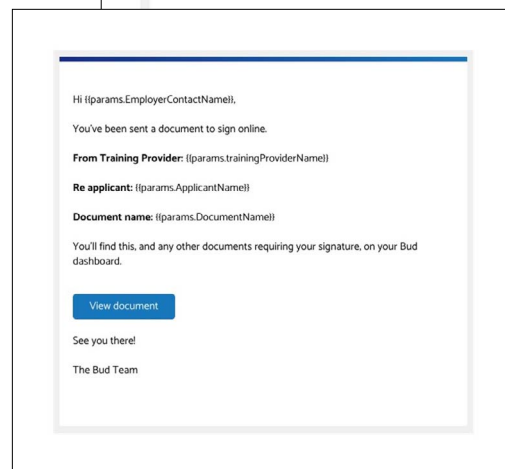 Hi {{params.EmployerContactName}},
You've been sent a document to sign online.
From Training Provider: {{params.trainingProviderName}}
Re applicant: {{params.ApplicantName}}
Document name: {{params.DocumentName}}
You'll find this, and any other documents requiring your signature, on your Bud
dashboard.
View document
See you there!
The Bud Team